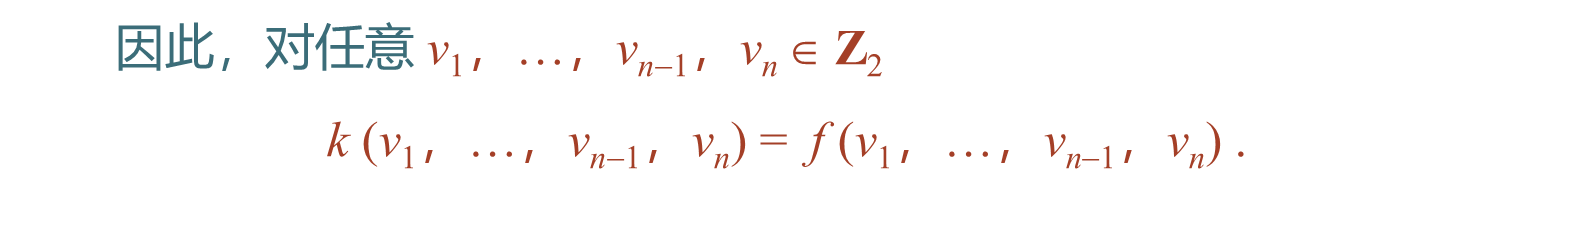 因此，对任意 v₁，…，vₙ₋₁，vₙ ∈ Z₂
k (v₁，…，vₙ₋₁，vₙ) = f (v₁，…，vₙ₋₁，vₙ) .